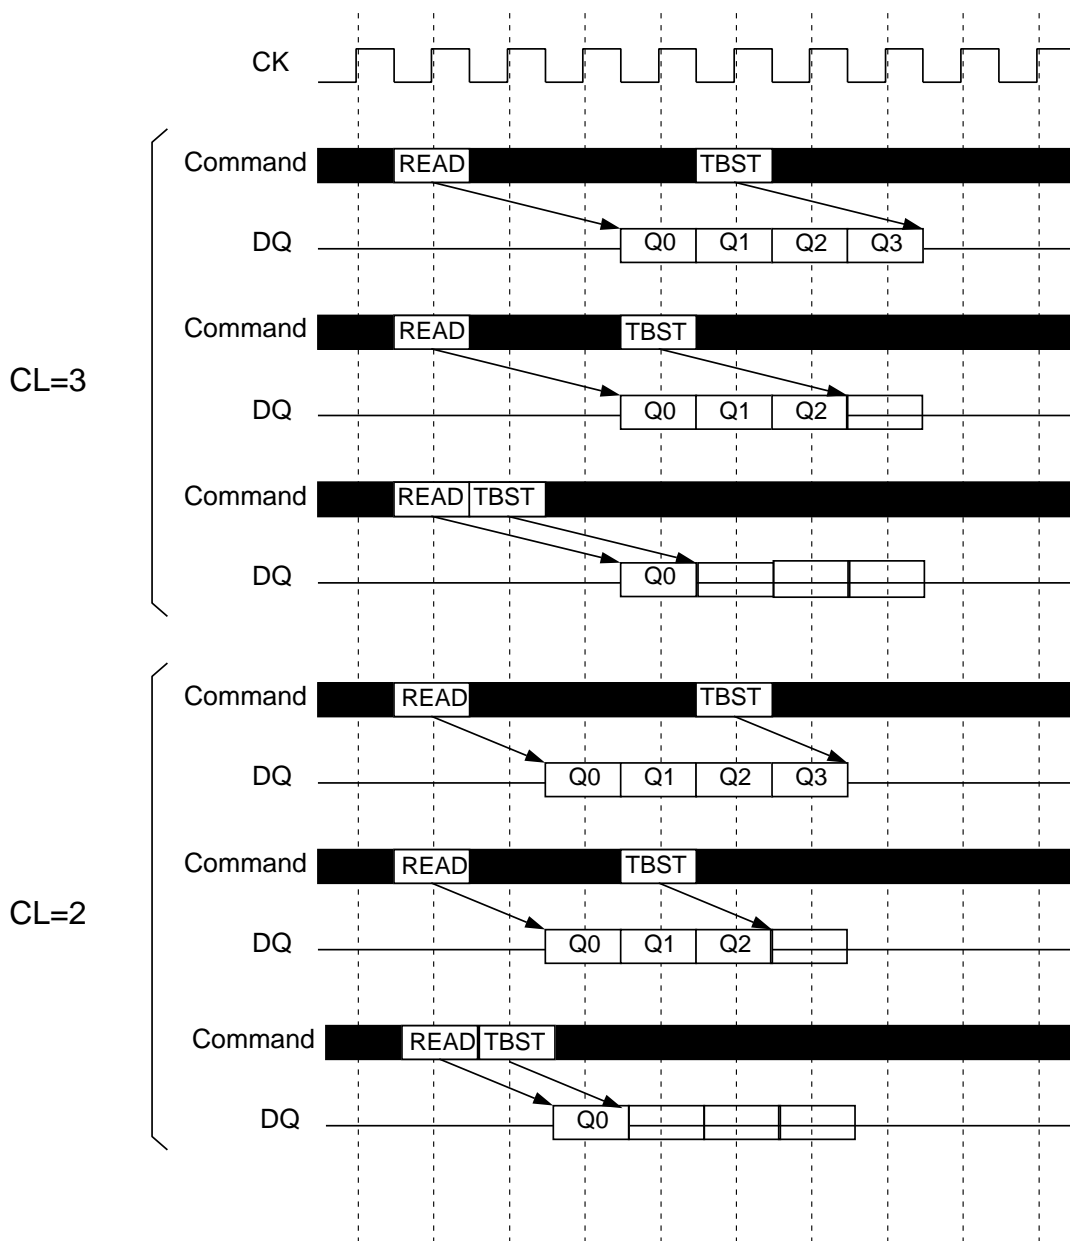 CK
Command READ TBST
DQ Q0 Q1 Q2 Q3
Command READ TBST
CL=3
DQ Q0 Q1 Q2
Command READ TBST
DQ Q0
Command READ TBST
DQ Q0 Q1 Q2 Q3
Command READ TBST
CL=2
DQ Q0 Q1 Q2
Command READ TBST
DQ Q0